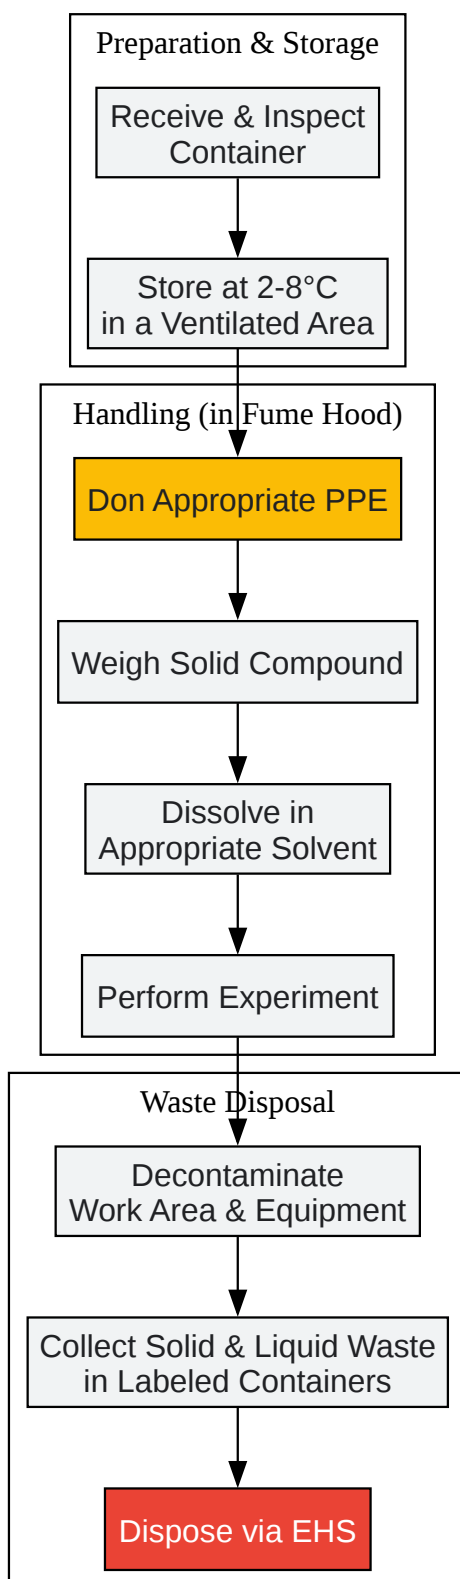 Preparation & Storage
Receive & Inspect
Container
Store at 2-8°C
in a Ventilated Area
Handling (in Fume Hood)
Don Appropriate PPE
Weigh Solid Compound
Dissolve in
Appropriate Solvent
Perform Experiment
Waste Disposal
Decontaminate
Work Area & Equipment
Collect Solid & Liquid Waste
in Labeled Containers
Dispose via EHS